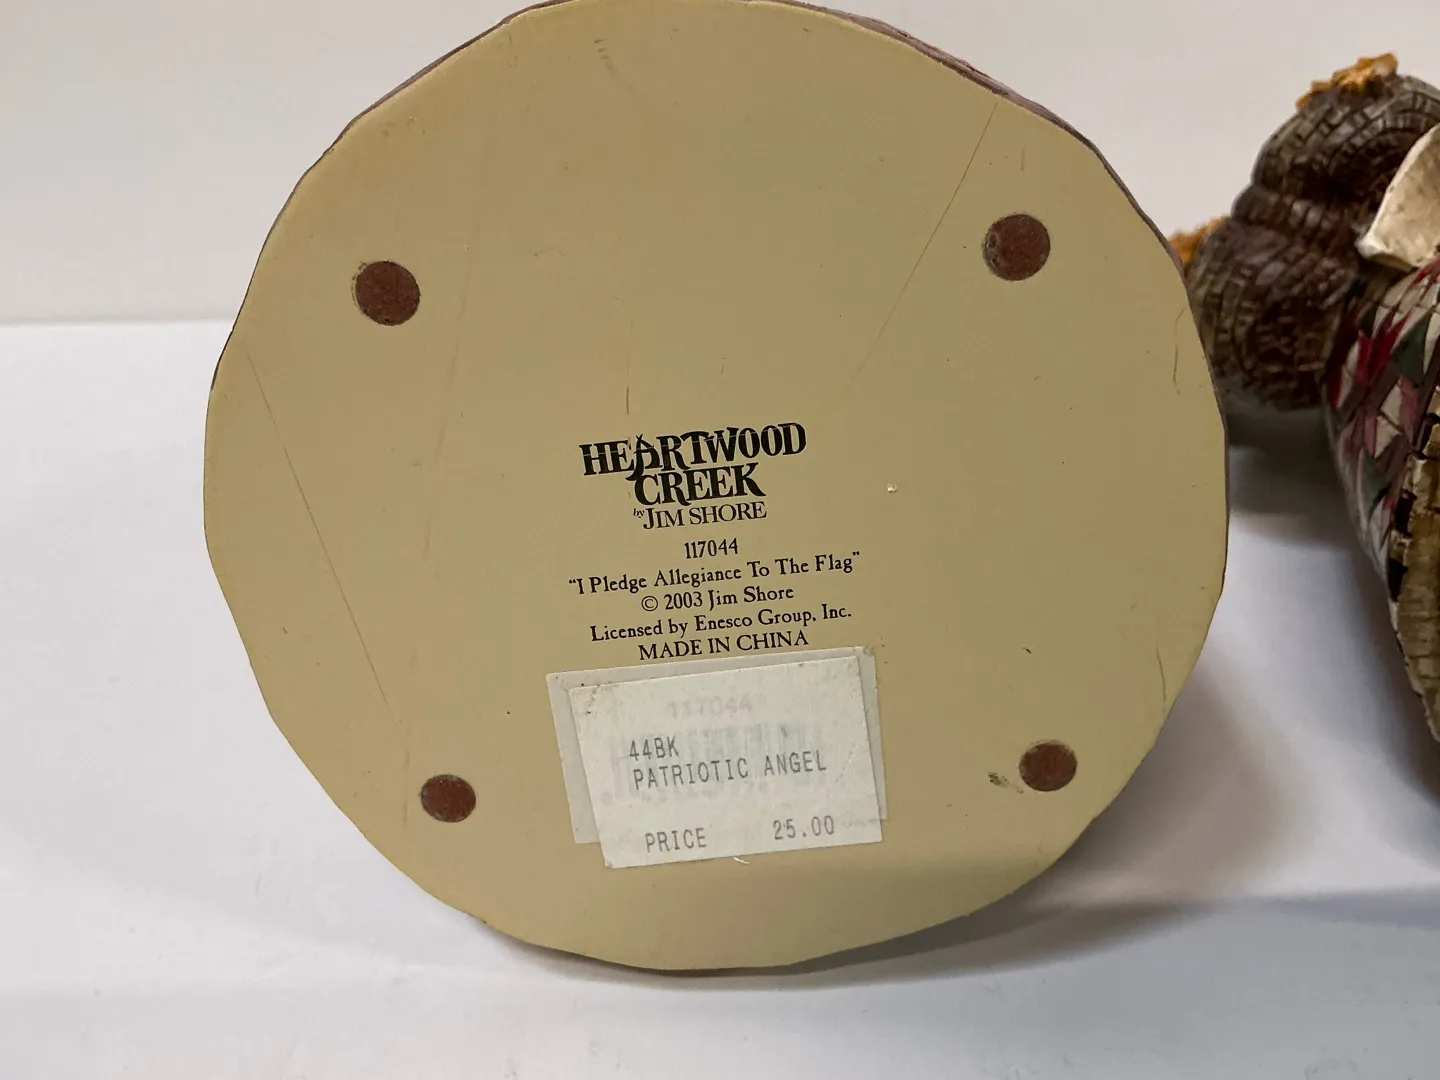 HEARTWOOD
CREEK
by JIM SHORE
117044
"I Pledge Allegiance To The Flag"
© 2003 Jim Shore
Licensed by Enesco Group, Inc.
MADE IN CHINA
117044
44BK
PATRIOTIC ANGEL
PRICE 25.00